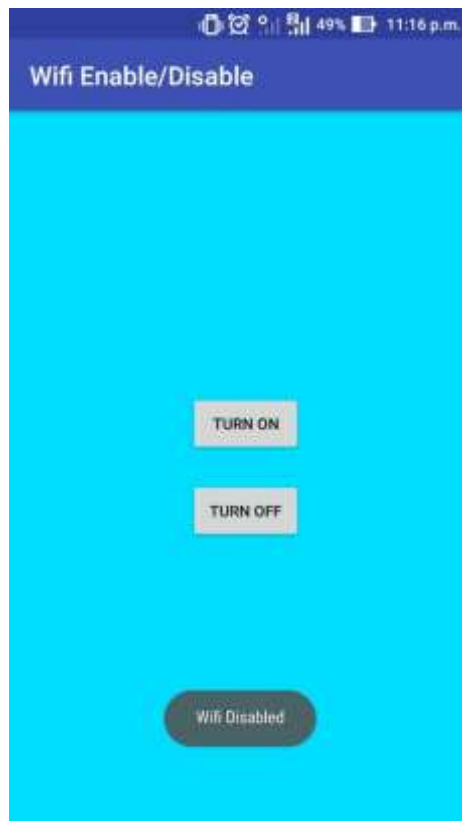 49% 11:16 p.m.
Wifi Enable/Disable
TURN ON
TURN OFF
Wifi Disabled